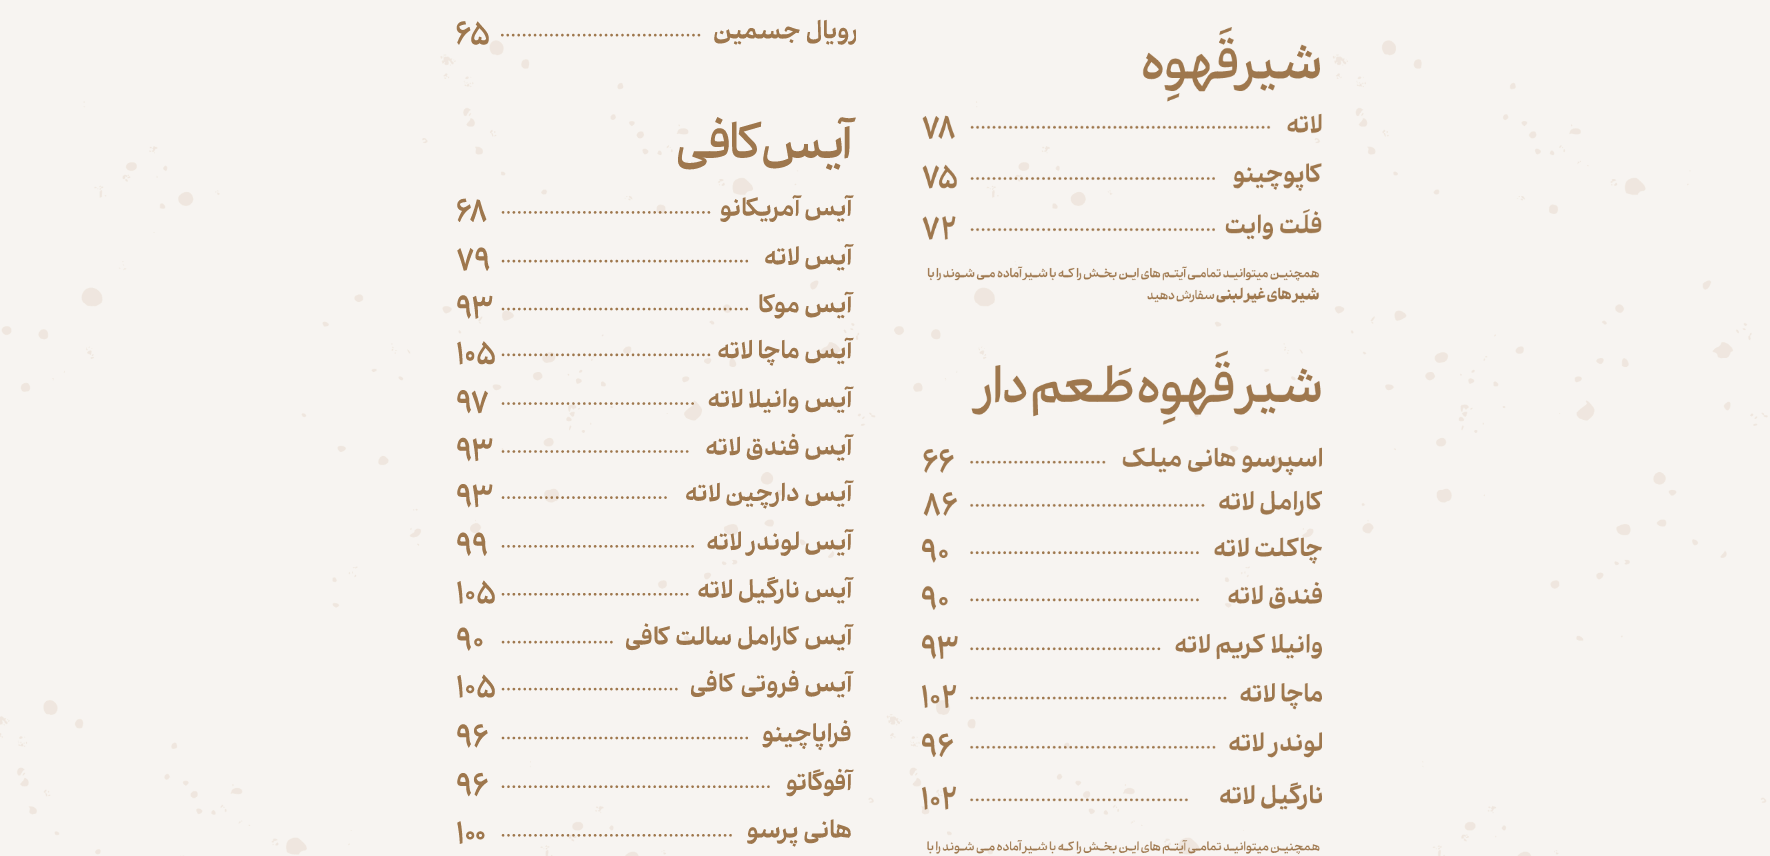 شیرقَهوِه
لاته ۷۸
کاپوچینو ۷۵
فلَت وایت ۷۲
همچنین میتوانید تمامی آیتم های این بخش را که با شیر آماده می شوند را با
شیر های غیر لبنی سفارش دهید
شیر قَهوِه طَعم دار
اسپرسو هانی میلک ۶۶
کارامل لاته ۸۶
چاکلت لاته ۹۰
فندق لاته ۹۰
وانیلا کریم لاته ۹۳
ماچا لاته ۱۰۲
لوندر لاته ۹۶
نارگیل لاته ۱۰۲
همچنین میتوانید تمامی آیتم های این بخش را که با شیر آماده می شوند را با
رویال جسمین ۶۵
آیس کافی
آیس آمریکانو ۶۸
آیس لاته ۷۹
آیس موکا ۹۳
آیس ماچا لاته ۱۰۵
آیس وانیلا لاته ۹۷
آیس فندق لاته ۹۳
آیس دارچین لاته ۹۳
آیس لوندر لاته ۹۹
آیس نارگیل لاته ۱۰۵
آیس کارامل سالت کافی ۹۰
آیس فروتی کافی ۱۰۵
فراپاچینو ۹۶
آفوگاتو ۹۶
هانی پرسو ۱۰۰